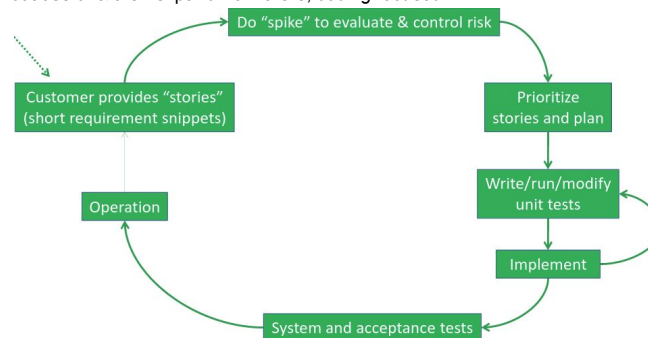 Do “spike” to evaluate & control risk
Customer provides “stories”
(short requirement snippets)
Prioritize
stories and plan
Write/run/modify
unit tests
Operation
Implement
System and acceptance tests